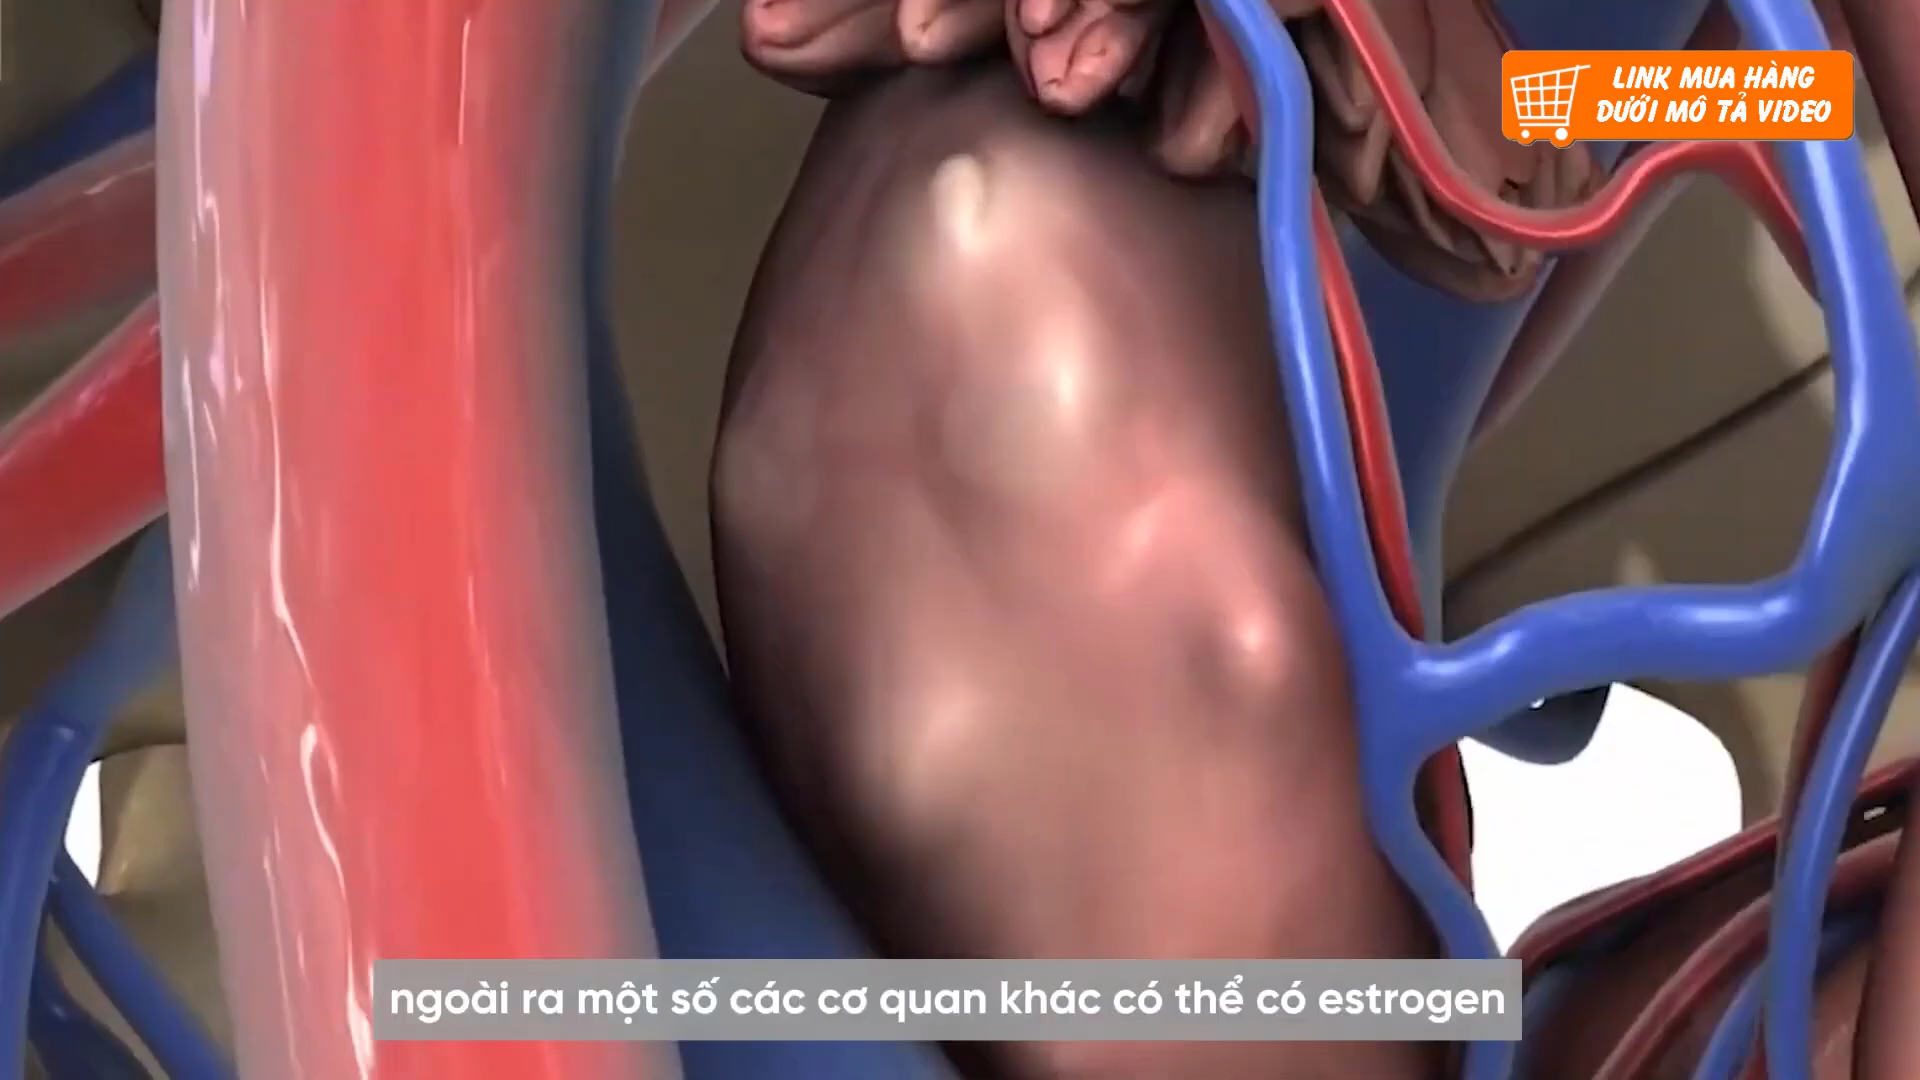 LINK MUA HÀNG
DƯỚI MÔ TẢ VIDEO
ngoài ra một số các cơ quan khác có thể có estrogen